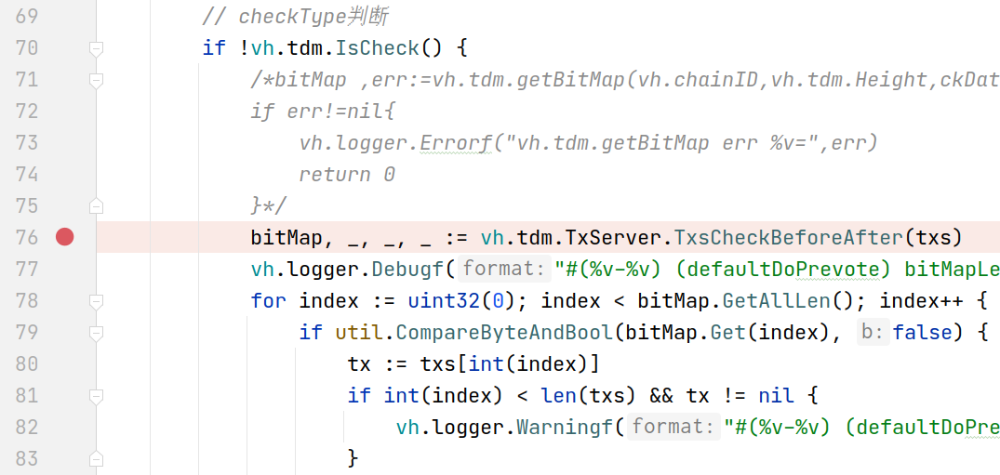 69 // checkType判断
70 if !vh.tdm.IsCheck() {
71 /*bitMap ,err:=vh.tdm.getBitMap(vh.chainID,vh.tdm.Height,ckDat
72 if err!=nil{
73 vh.logger.Errorf("vh.tdm.getBitMap err %v=",err)
74 return 0
75 }*/
76 bitMap, _, _, _ := vh.tdm.TxServer.TxsCheckBeforeAfter(txs)
77 vh.logger.Debugf( format: "#(%v-%v) (defaultDoPrevote) bitMapLe
78 for index := uint32(0); index < bitMap.GetAllLen(); index++ {
79 if util.CompareByteAndBool(bitMap.Get(index), b: false) {
80 tx := txs[int(index)]
81 if int(index) < len(txs) && tx != nil {
82 vh.logger.Warningf( format: "#(%v-%v) (defaultDoPre
83 }